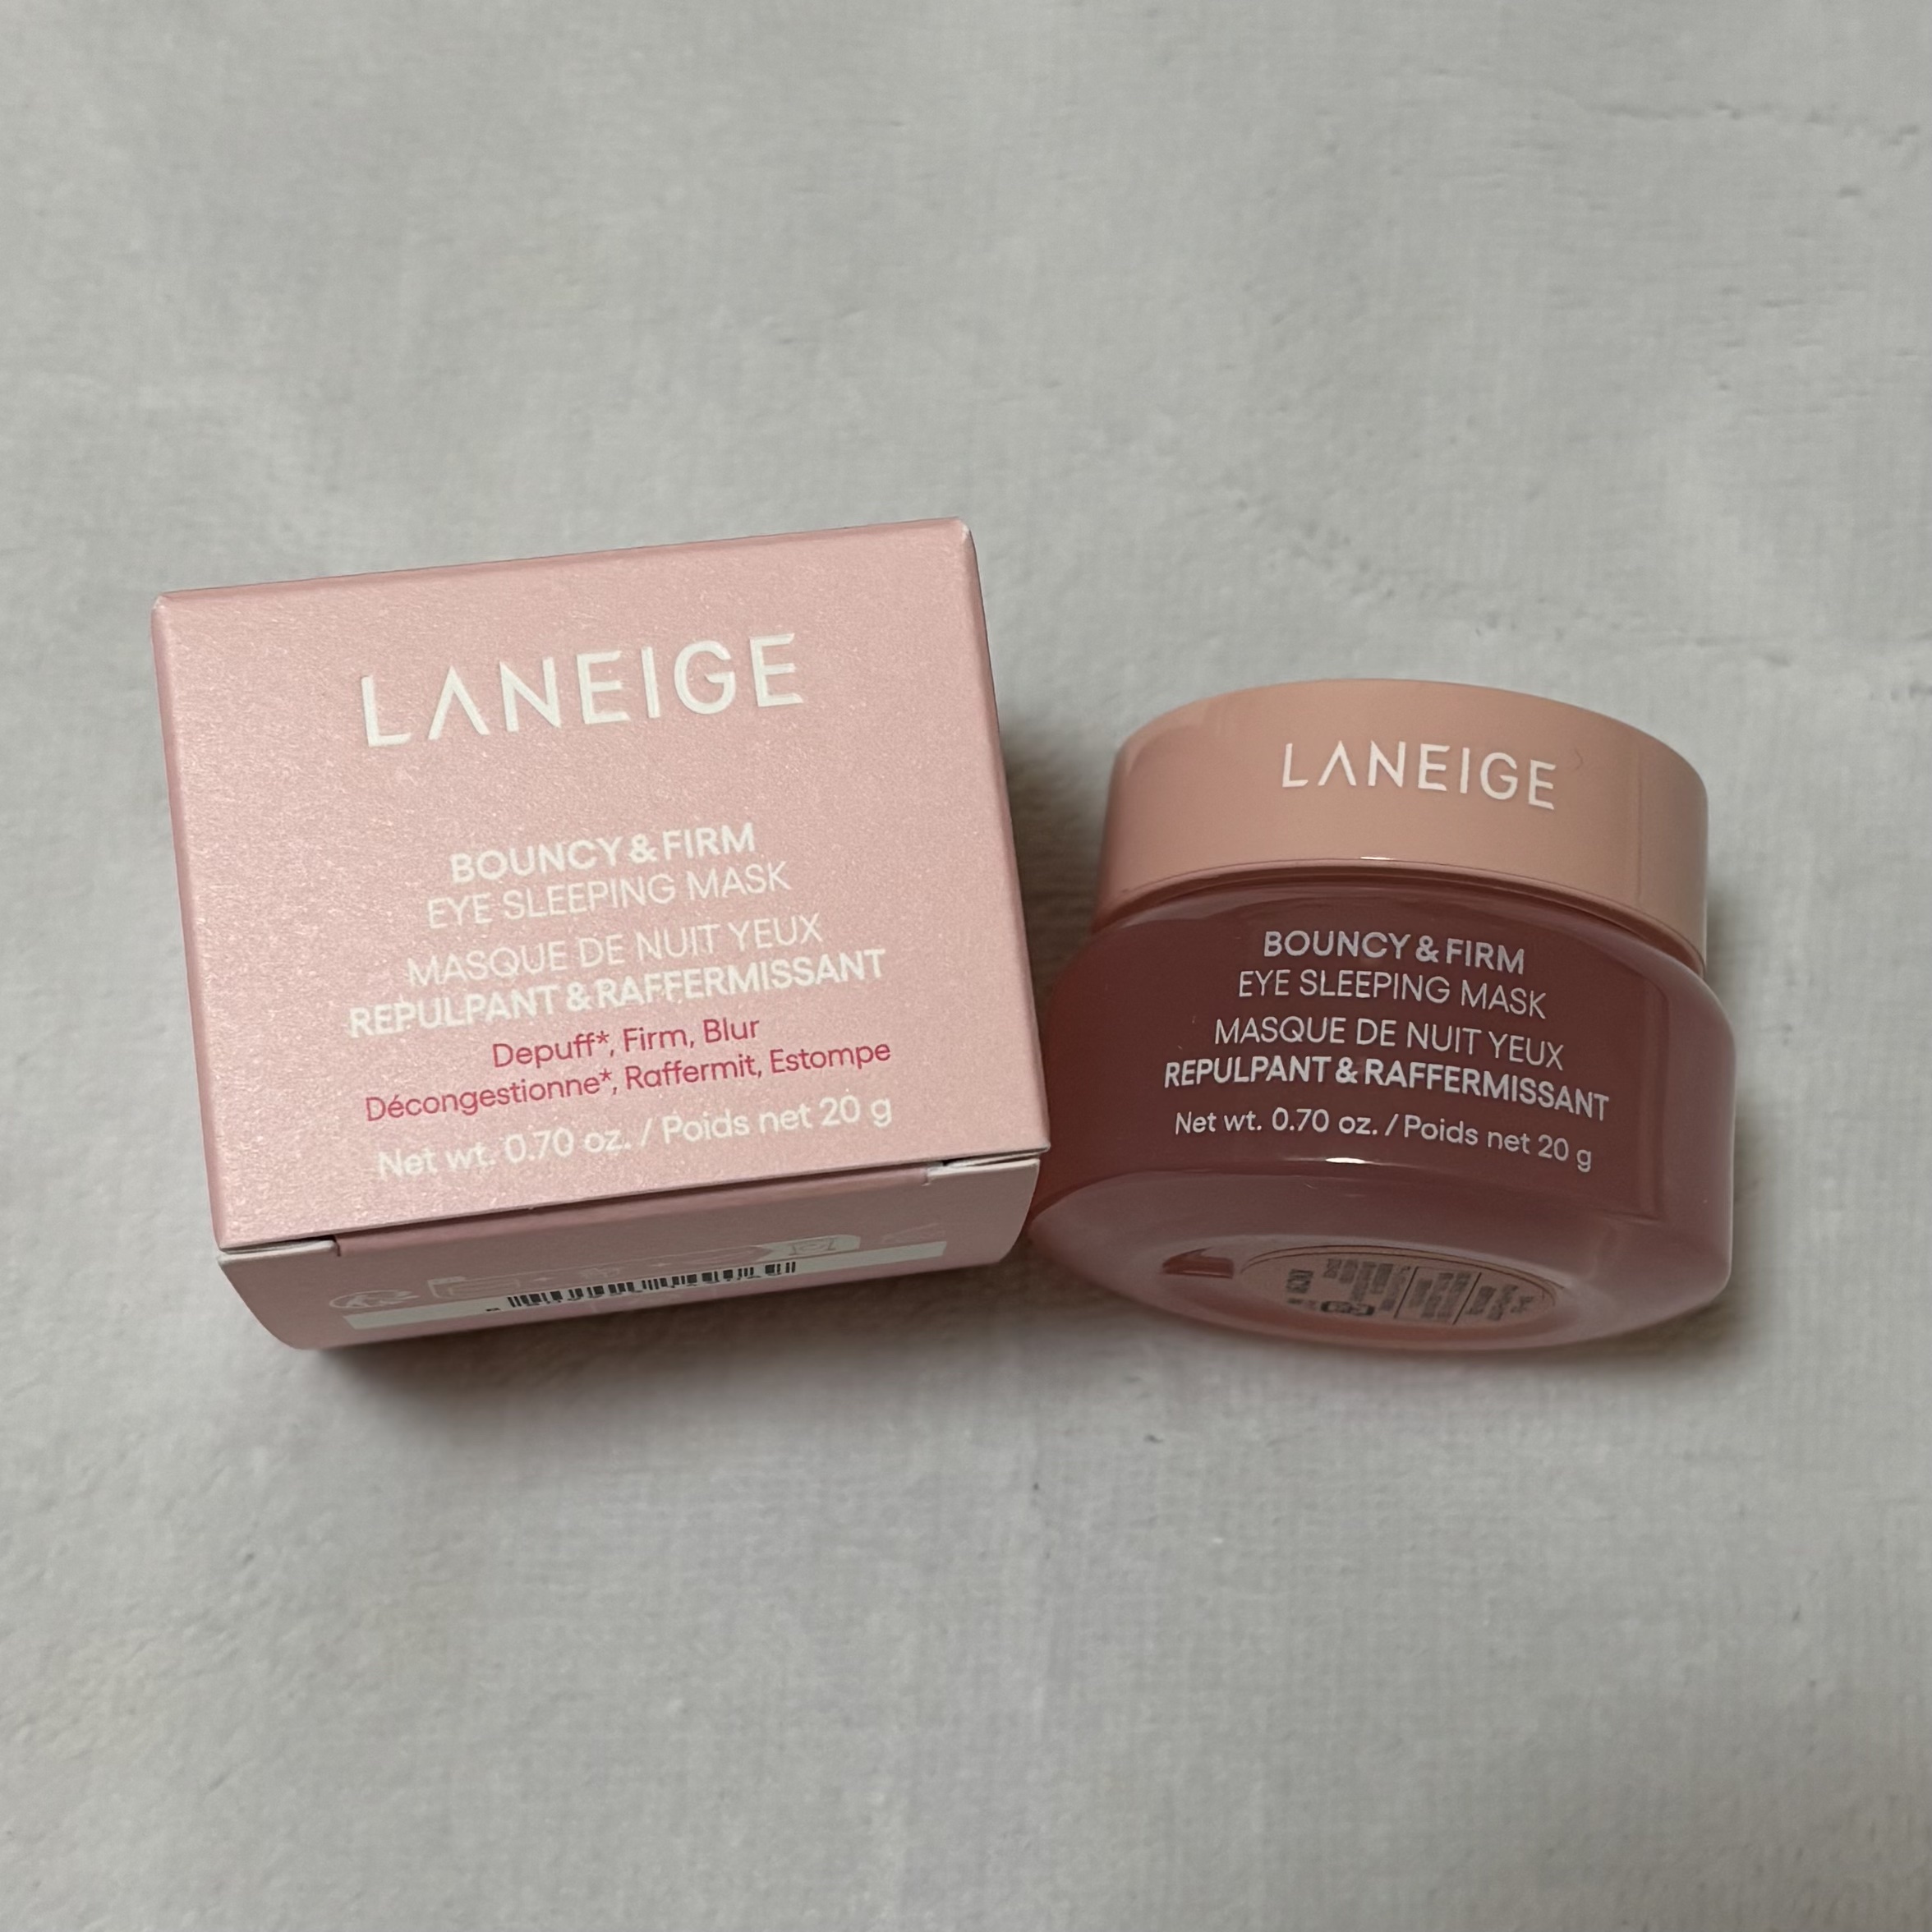 LANEIGE
BOUNCY & FIRM
EYE SLEEPING MASK
MASQUE DE NUIT YEUX
REPULPANT & RAFFERMISSANT
Depuff*, Firm, Blur
Décongestionne*, Raffermit, Estompe
Net wt. 0.70 oz. / Poids net 20 g
LANEIGE
BOUNCY & FIRM
EYE SLEEPING MASK
MASQUE DE NUIT YEUX
REPULPANT & RAFFERMISSANT
Net wt. 0.70 oz. / Poids net 20 g